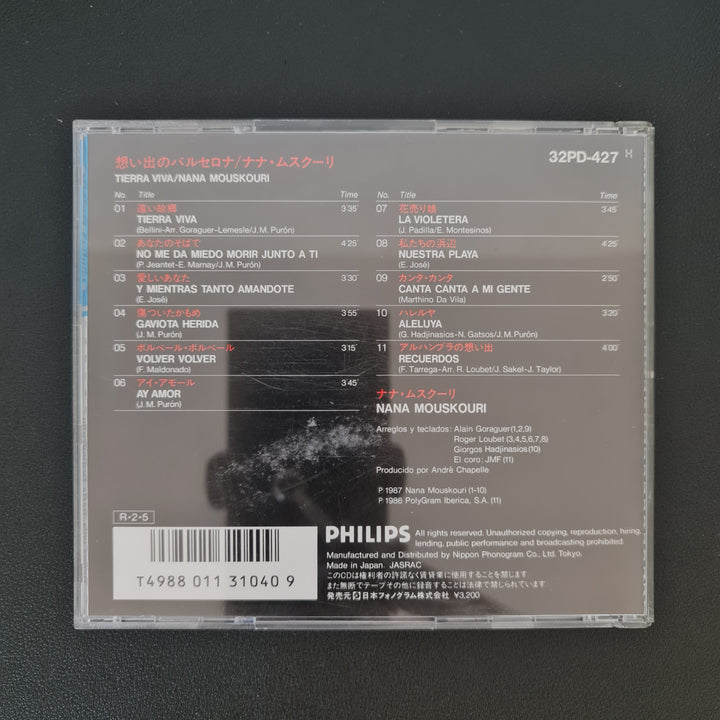 想い出のバルセロナ/ナナ・ムスクーリ
32PD-427 H
TIERRA VIVA/NANA MOUSKOURI
No. Title Time
01 遠い故郷 3'35"
TIERRA VIVA
(Bellini-Arr. Goraguer-Lemesle/J.M. Purón)
02 あなたのそばで 4'25"
NO ME DA MIEDO MORIR JUNTO A TI
(P. Jeantet-E. Marnay/J.M. Purón)
03 愛しいあなた 3'30"
Y MIENTRAS TANTO AMANDOTE
(E. José)
04 傷ついたかもめ 3'55"
GAVIOTA HERIDA
(J.M. Purón)
05 ボルベール・ボルベール 3'15"
VOLVER VOLVER
(F. Maldonado)
06 アイ・アモール 3'45"
AY AMOR
(J.M. Purón)
No. Title Time
07 花売り娘 3'45"
LA VIOLETERA
(J. Padilla/E. Montesinos)
08 私たちの浜辺 4'25"
NUESTRA PLAYA
(E. José)
09 カンタ・カンタ 2'50"
CANTA CANTA A MI GENTE
(Marthino Da Vila)
10 ハレルヤ 3'20"
ALELUYA
(G. Hadjinasios-N. Gatsos/J.M. Purón)
11 アルハンブラの想い出 4'00"
RECUERDOS
(F. Tarrega-Arr. R. Loubet/J. Sakel-J. Taylor)
ナナ・ムスクーリ
NANA MOUSKOURI
Arreglos y teclados: Alain Goraguer(1,2,9)
Roger Loubet (3,4,5,6,7,8)
Giorgos Hadjinasios(10)
El coro: JMF (11)
Producido por Andrè Chapelle
℗ 1987 Nana Mouskouri (1-10)
℗ 1986 PolyGram Iberica, S.A. (11)
R-2-5
T4988 011 31040 9
PHILIPS All rights reserved. Unauthorized copying, reproduction, hiring,
lending, public performance and broadcasting prohibited.
Manufactured and Distributed by Nippon Phonogram Co., Ltd. Tokyo.
Made in Japan. JASRAC
このCDは権利者の許諾なく賃貸業に使用することを禁じます
また無断でテープその他に録音することは法律で禁じられています
発売元 日本フォノグラム株式会社 ¥3,200